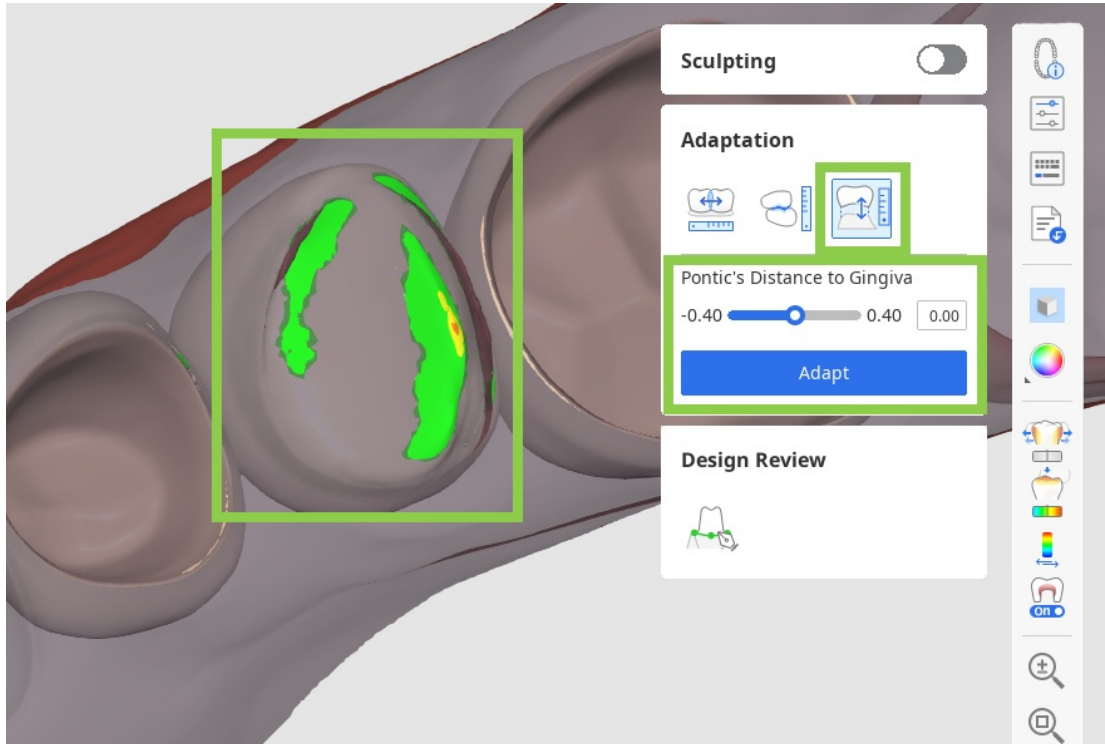 Sculpting
Adaptation
Pontic's Distance to Gingiva
-0.40 0.40 0.00
Adapt
Design Review
On